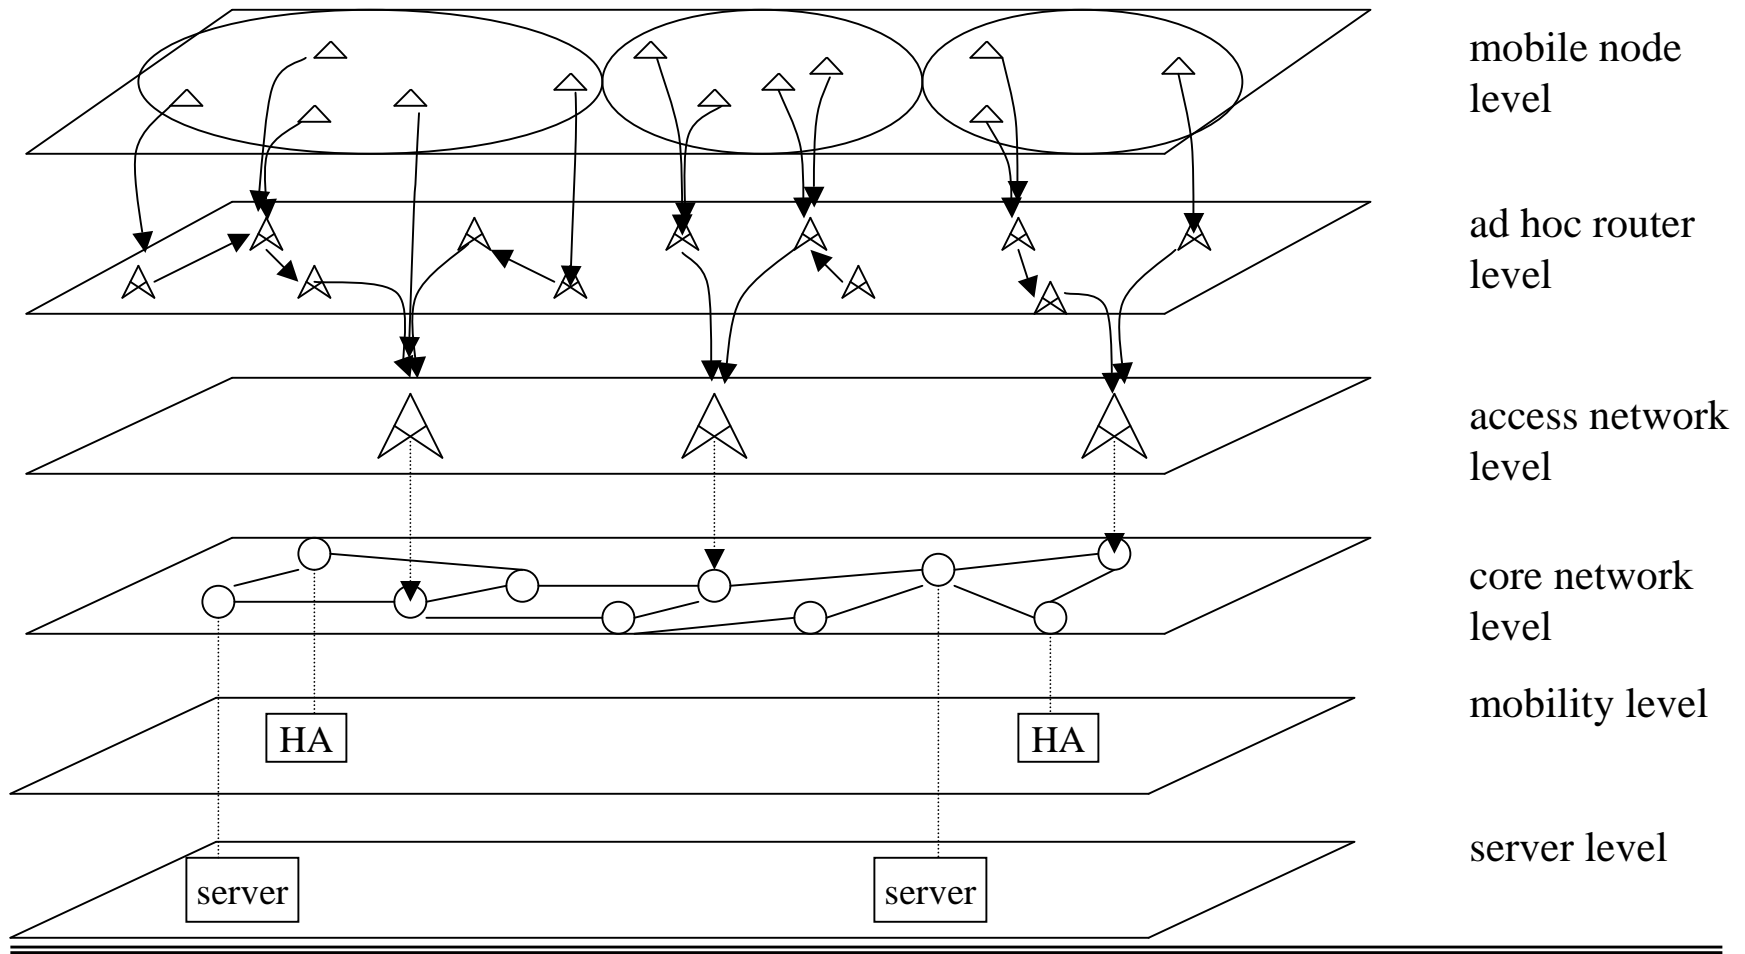 mobile node
level
ad hoc router
level
access network
level
core network
level
mobility level
HA
HA
server level
server
server